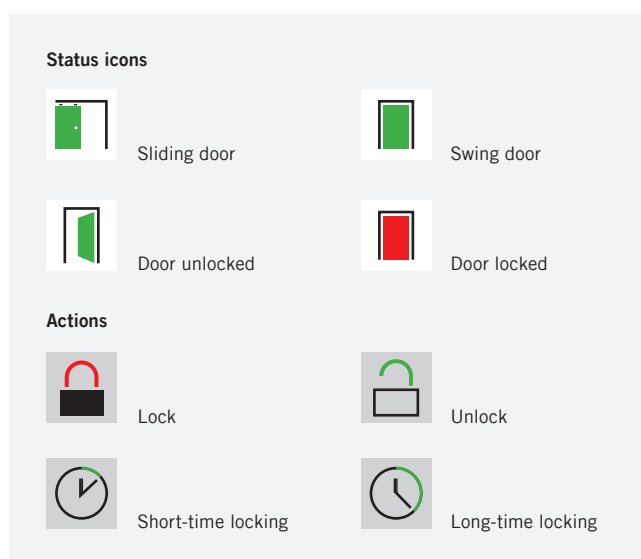 Status icons
Sliding door
Swing door
Door unlocked
Door locked
Actions
Lock
Unlock
Short-time locking
Long-time locking